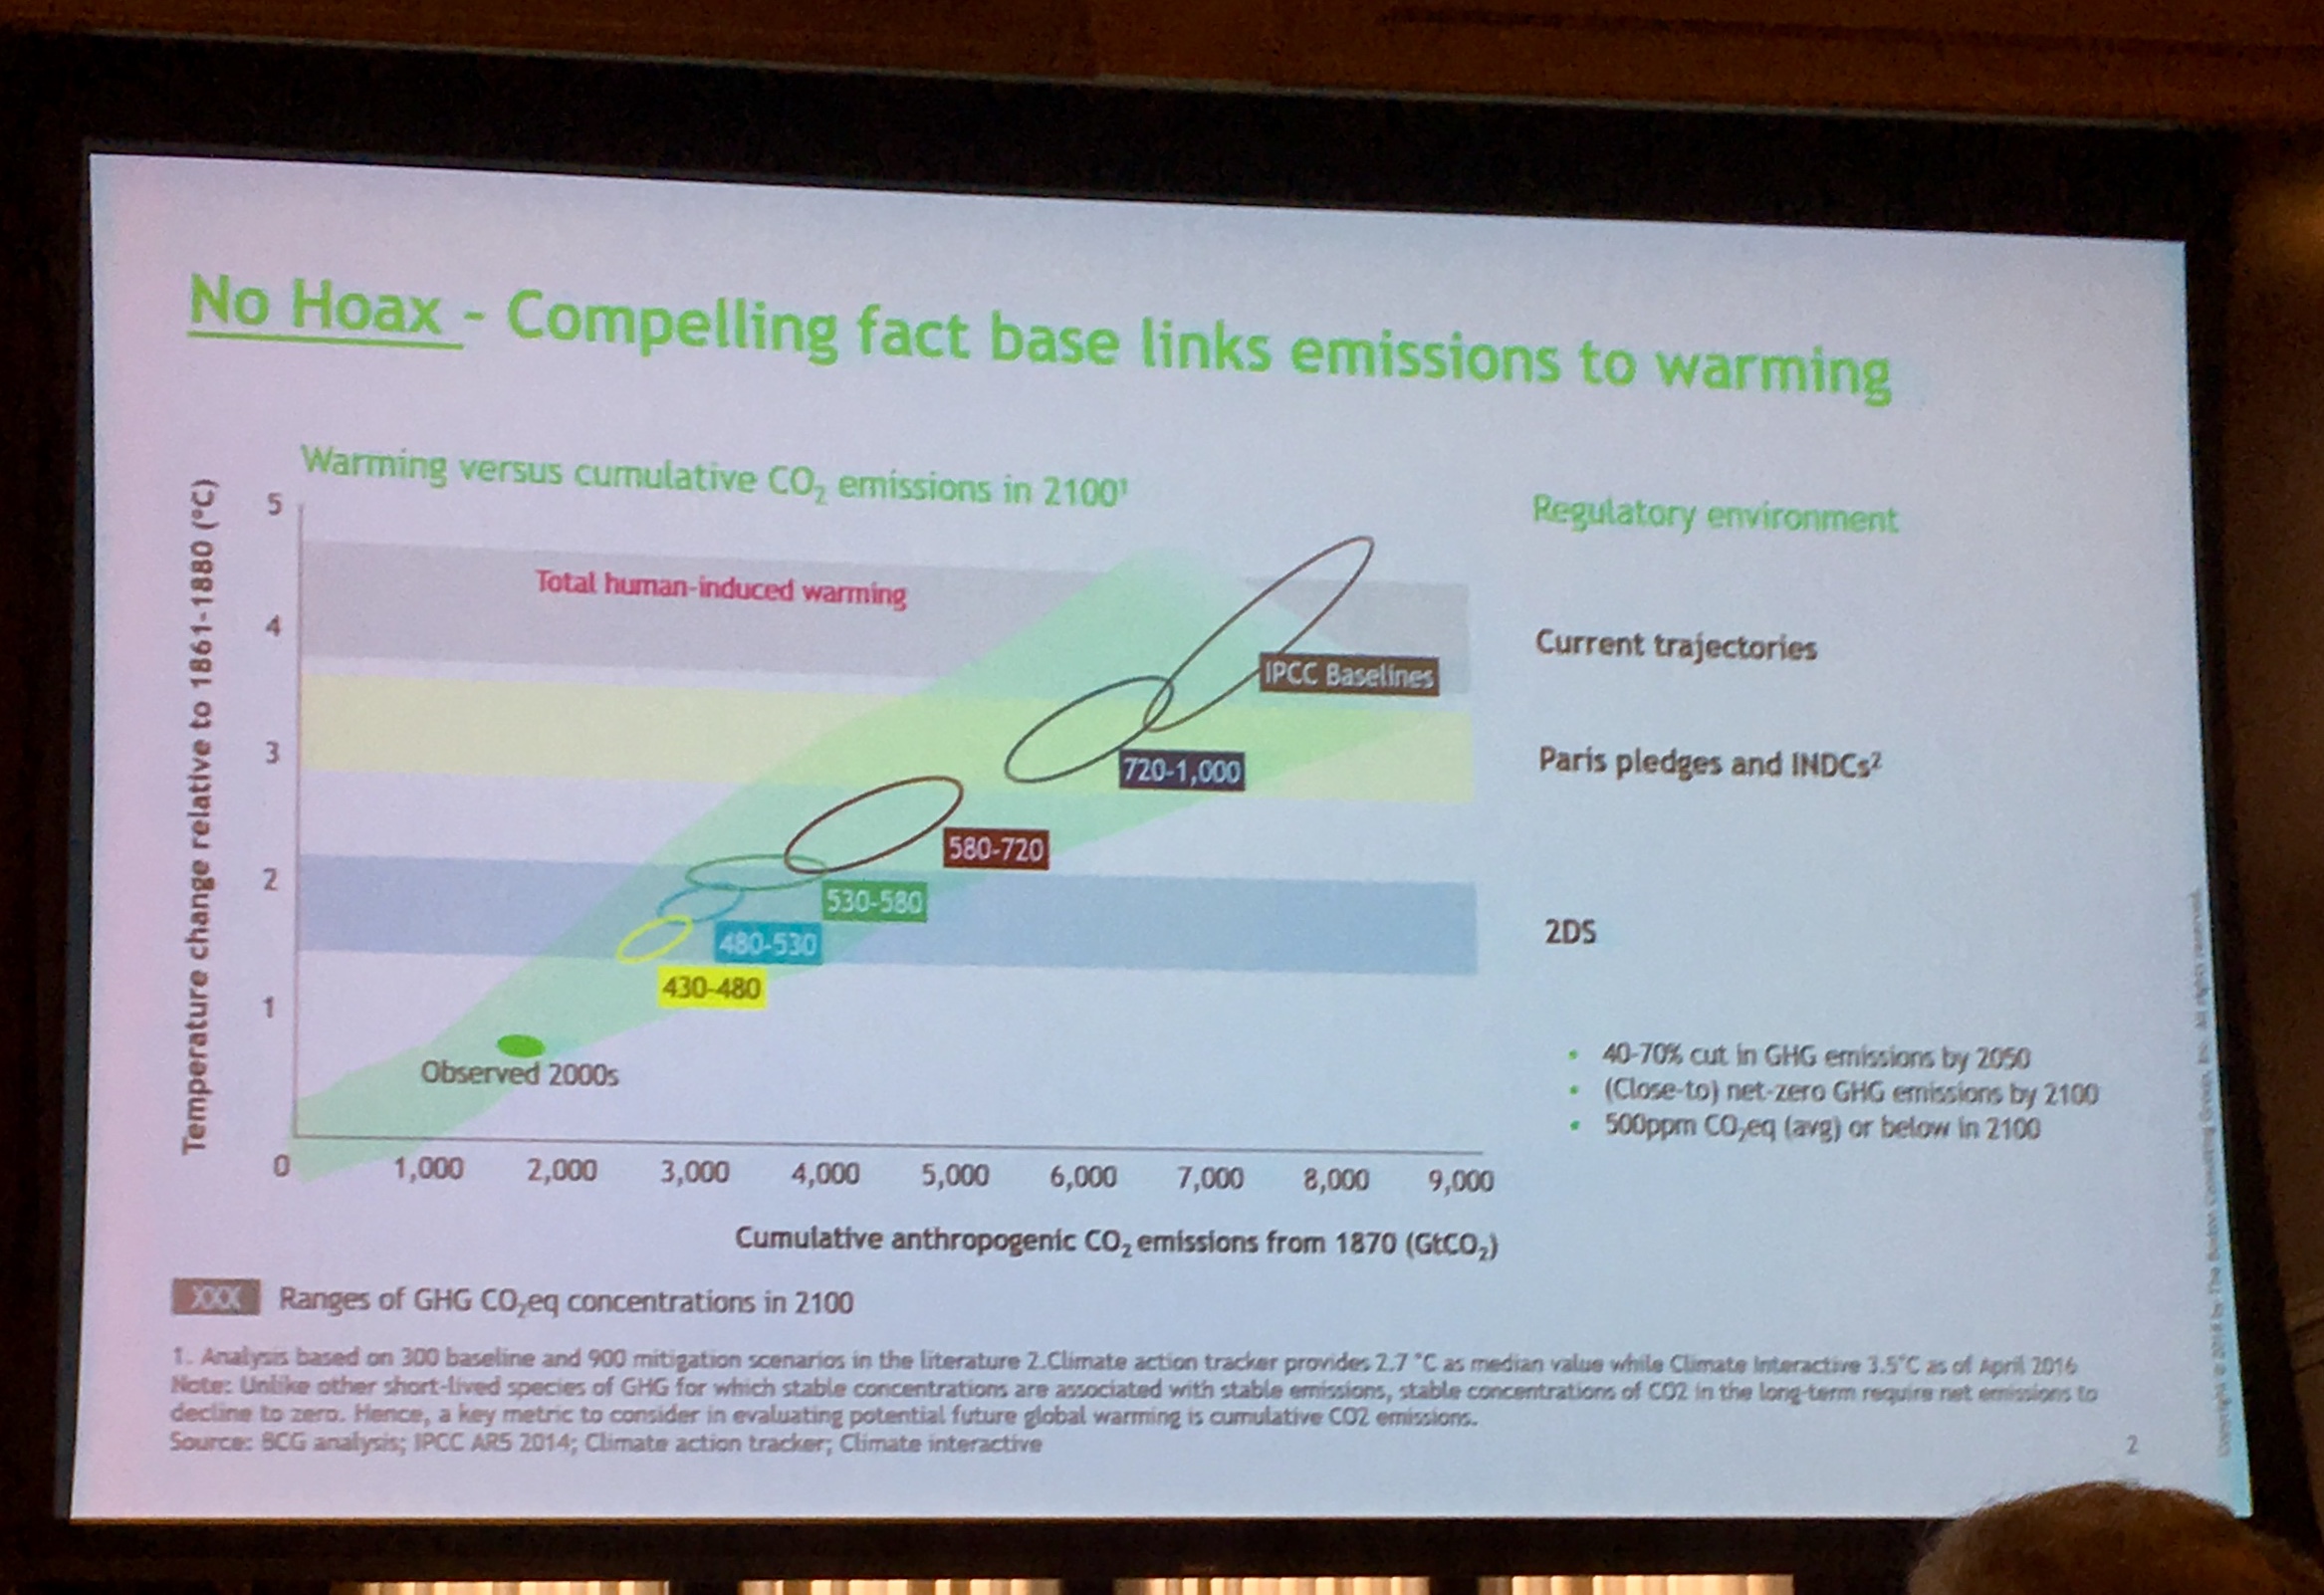 No Hoax - Compelling fact base links emissions to warming
Warming versus cumulative CO₂ emissions in 2100¹
Regulatory environment
Temperature change relative to 1861-1880 (°C)
5
4
3
2
1
0
Total human-induced warming
IPCC Baselines
720-1,000
580-720
530-580
480-530
430-480
Observed 2000s
1,000 2,000 3,000 4,000 5,000 6,000 7,000 8,000 9,000
Cumulative anthropogenic CO₂ emissions from 1870 (GtCO₂)
Current trajectories
Paris pledges and INDCs²
2DS
• 40-70% cut in GHG emissions by 2050
• (Close-to) net-zero GHG emissions by 2100
• 500ppm CO₂eq (avg) or below in 2100
XXX Ranges of GHG CO₂eq concentrations in 2100
1. Analysis based on 300 baseline and 900 mitigation scenarios in the literature 2.Climate action tracker provides 2.7 °C as median value while Climate Interactive 3.5°C as of April 2016
Note: Unlike other short-lived species of GHG for which stable concentrations are associated with stable emissions, stable concentrations of CO2 in the long-term require net emissions to
decline to zero. Hence, a key metric to consider in evaluating potential future global warming is cumulative CO2 emissions.
Source: BCG analysis; IPCC AR5 2014; Climate action tracker; Climate interactive
2
Copyright © by The Boston Consulting Group, Inc. All rights reserved.